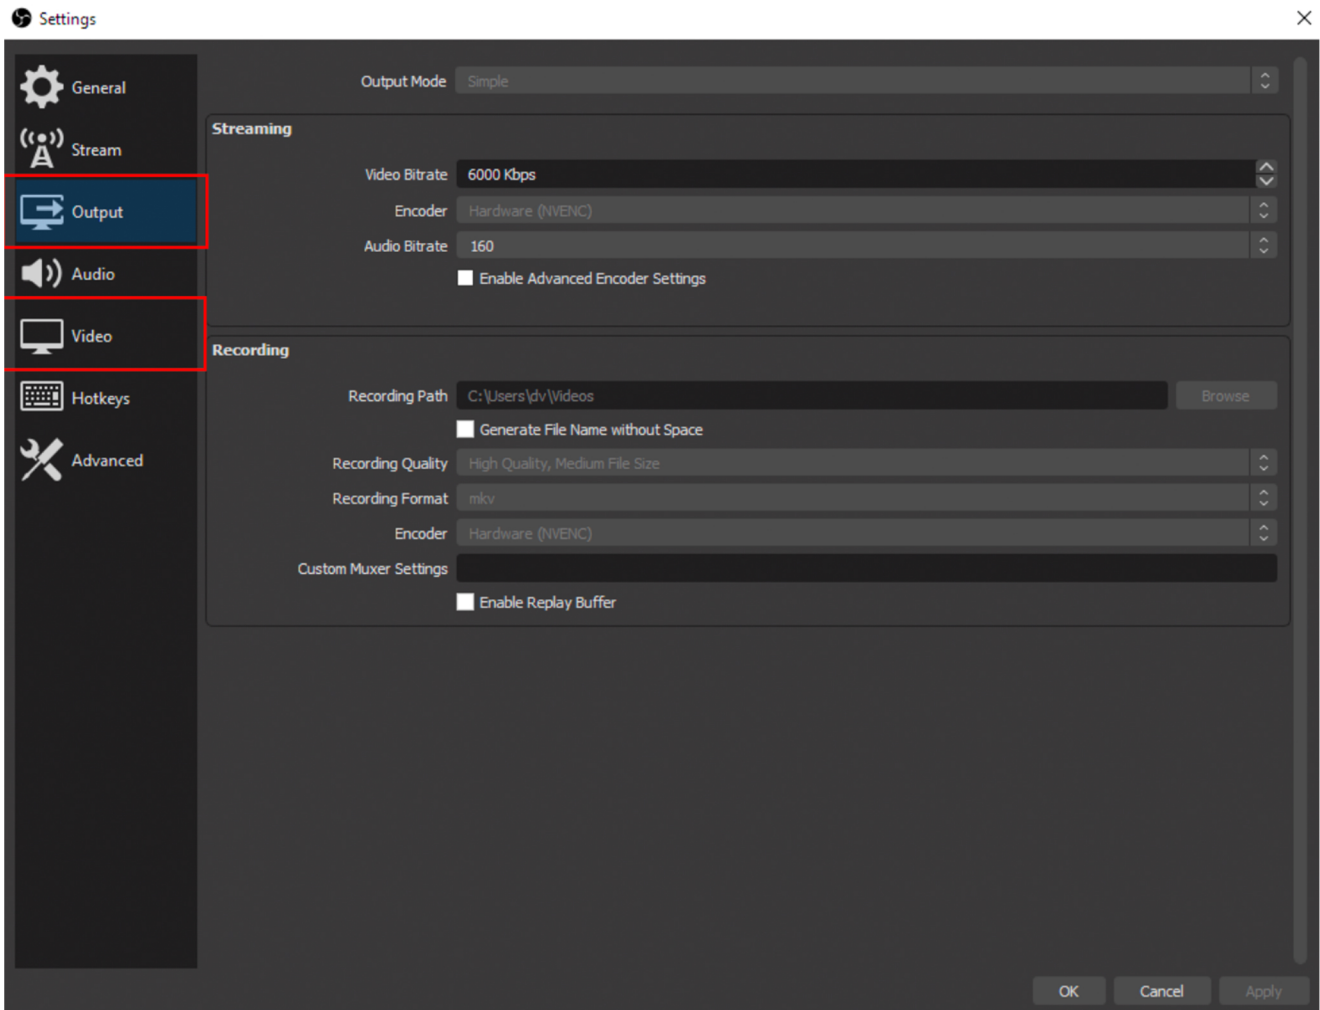 Settings
General
Stream
Output
Audio
Video
Hotkeys
Advanced
Output Mode Simple
Streaming
Video Bitrate 6000 Kbps
Encoder Hardware (NVENC)
Audio Bitrate 160
Enable Advanced Encoder Settings
Recording
Recording Path C:\Users\dv\Videos Browse
Generate File Name without Space
Recording Quality High Quality, Medium File Size
Recording Format mkv
Encoder Hardware (NVENC)
Custom Muxer Settings
Enable Replay Buffer
OK Cancel Apply